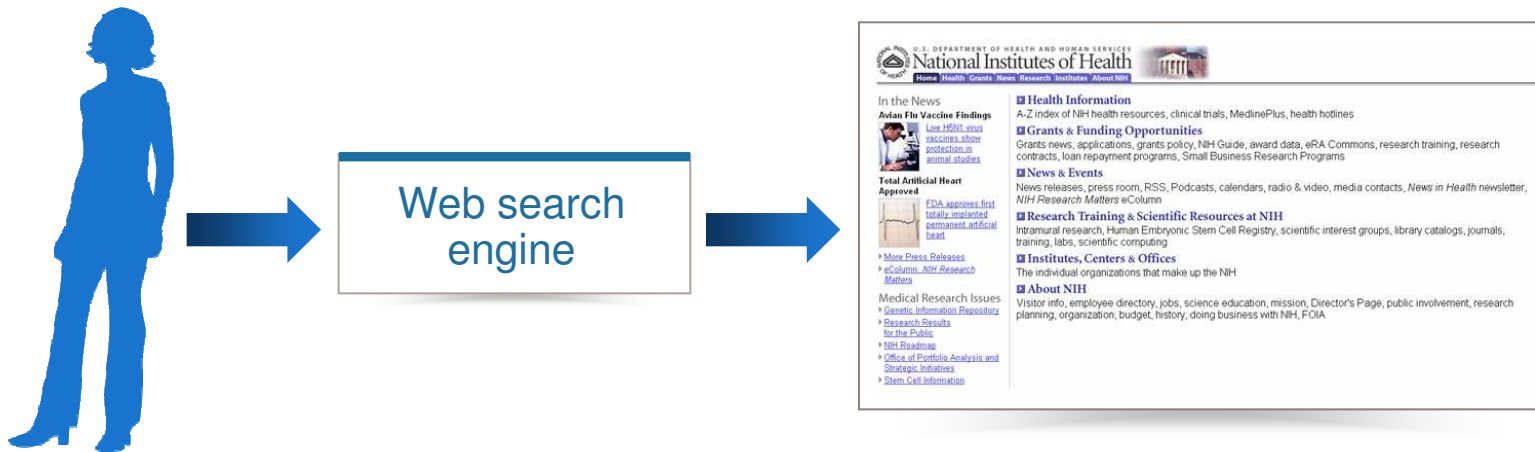 Web search
engine
U.S. DEPARTMENT OF HEALTH AND HUMAN SERVICES
National Institutes of Health
Home Health Grants News Research Institutes About NIH
In the News
Avian Flu Vaccine Findings
Live H5N1 virus
vaccines show
protection in
animal studies
Total Artificial Heart
Approved
FDA approves first
totally implanted
permanent artificial
heart
More Press Releases
eColumn: NIH Research
Matters
Medical Research Issues
Genetic Information Repository
Research Results
for the Public
NIH Roadmap
Office of Portfolio Analysis and
Strategic Initiatives
Stem Cell Information
Health Information
A-Z index of NIH health resources, clinical trials, MedlinePlus, health hotlines
Grants & Funding Opportunities
Grants news, applications, grants policy, NIH Guide, award data, eRA Commons, research training, research
contracts, loan repayment programs, Small Business Research Programs
News & Events
News releases, press room, RSS, Podcasts, calendars, radio & video, media contacts, News in Health newsletter,
NIH Research Matters eColumn
Research Training & Scientific Resources at NIH
Intramural research, Human Embryonic Stem Cell Registry, scientific interest groups, library catalogs, journals,
training, labs, scientific computing
Institutes, Centers & Offices
The individual organizations that make up the NIH
About NIH
Visitor info, employee directory, jobs, science education, mission, Director's Page, public involvement, research
planning, organization, budget, history, doing business with NIH, FOIA